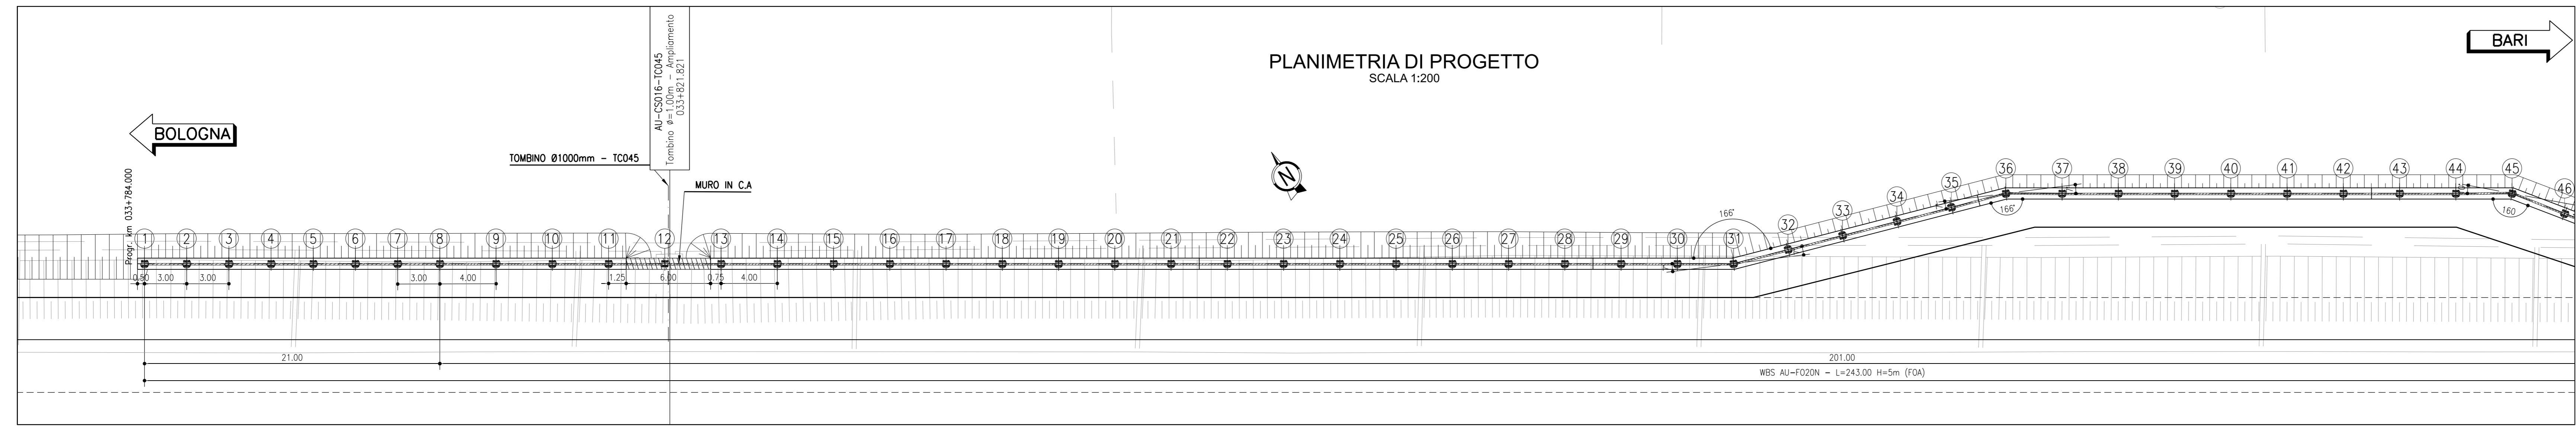 PLANIMETRIA DI PROGETTO
SCALA 1:200
BARI
BOLOGNA
AU-CS016-TC045
Tombino Ø=1,00m - Ampliamento
033+821.821
TOMBINO Ø1000mm - TC045
MURO IN C.A
Progr. km 033+784.000
N
1 2 3 4 5 6 7 8 9 10 11 12 13 14 15 16 17 18 19 20 21 22 23 24 25 26 27 28 29 30 31 32 33 34 35 36 37 38 39 40 41 42 43 44 45 46
166°
166°
160
0.50 3.00 3.00 3.00 4.00 1.25 6.00 0.75 4.00
21.00
201.00
WBS AU-FO20N - L=243.00 H=5m (FOA)